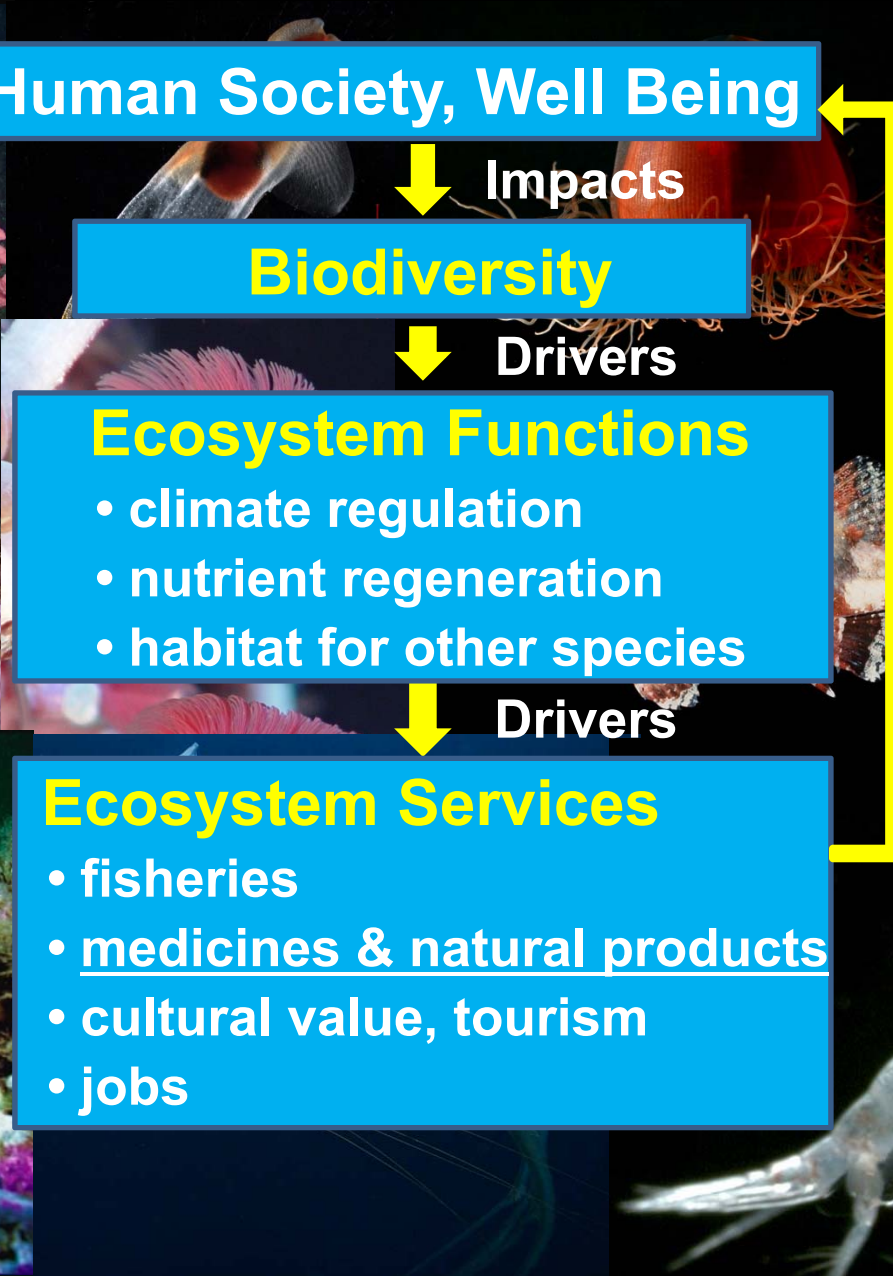 Human Society, Well Being
Impacts
Biodiversity
Drivers
Ecosystem Functions
• climate regulation
• nutrient regeneration
• habitat for other species
Drivers
Ecosystem Services
• fisheries
• medicines & natural products
• cultural value, tourism
• jobs